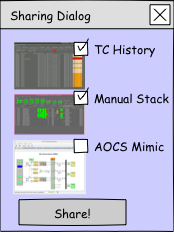 Sharing Dialog
TC History
Manual Stack
AOCS Mimic
Share!